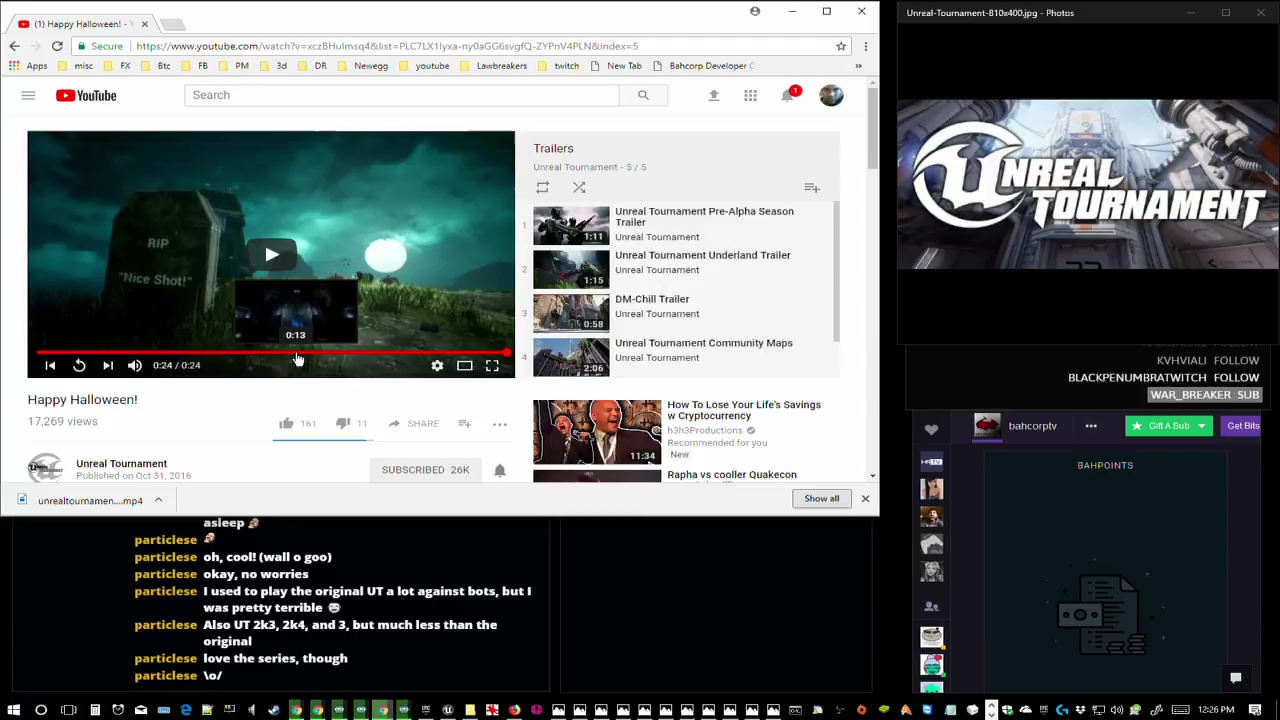 (1) Happy Halloween! - Y
Secure
https://www.youtube.com/watch?v=xczBHuImsq4&list=PLC7LX1lyxa-ny0aGG6svgfQ-ZYPnV4PLN&index=5
Apps misc FX Btc FB PM 3d DR Newegg youtube Lawbreakers twitch New Tab Bahcorp Developer C
YouTube
Search
1
RIP
"Nice Shot!"
0:13
0:24 / 0:24
Happy Halloween!
17,269 views
161
11
SHARE
Unreal Tournament
Published on Oct 31, 2016
SUBSCRIBED 26K
Trailers
Unreal Tournament - 5 / 5
1
1:11
Unreal Tournament Pre-Alpha Season
Trailer
Unreal Tournament
2
1:15
Unreal Tournament Underland Trailer
Unreal Tournament
3
0:58
DM-Chill Trailer
Unreal Tournament
4
2:06
Unreal Tournament Community Maps
Unreal Tournament
11:34
How To Lose Your Life's Savings
w Cryptocurrency
h3h3Productions
Recommended for you
New
Rapha vs cooller Quakecon
unrealtournamen....mp4
Show all
asleep
particlese
particlese oh, cool! (wall o goo)
particlese okay, no worries
particlese I used to play the original UT a lot against bots, but I
was pretty terrible
particlese Also UT 2k3, 2k4, and 3, but much less than the
original
particlese love the series, though
particlese \o/
Unreal-Tournament-810x400.jpg - Photos
UNREAL
TOURNAMENT
KVHVIALI FOLLOW
BLACKPENUMBRATWITCH FOLLOW
WAR_BREAKER SUB
bahcorptv
Gift A Sub
Get Bits
BAHPOINTS
12:26 PM